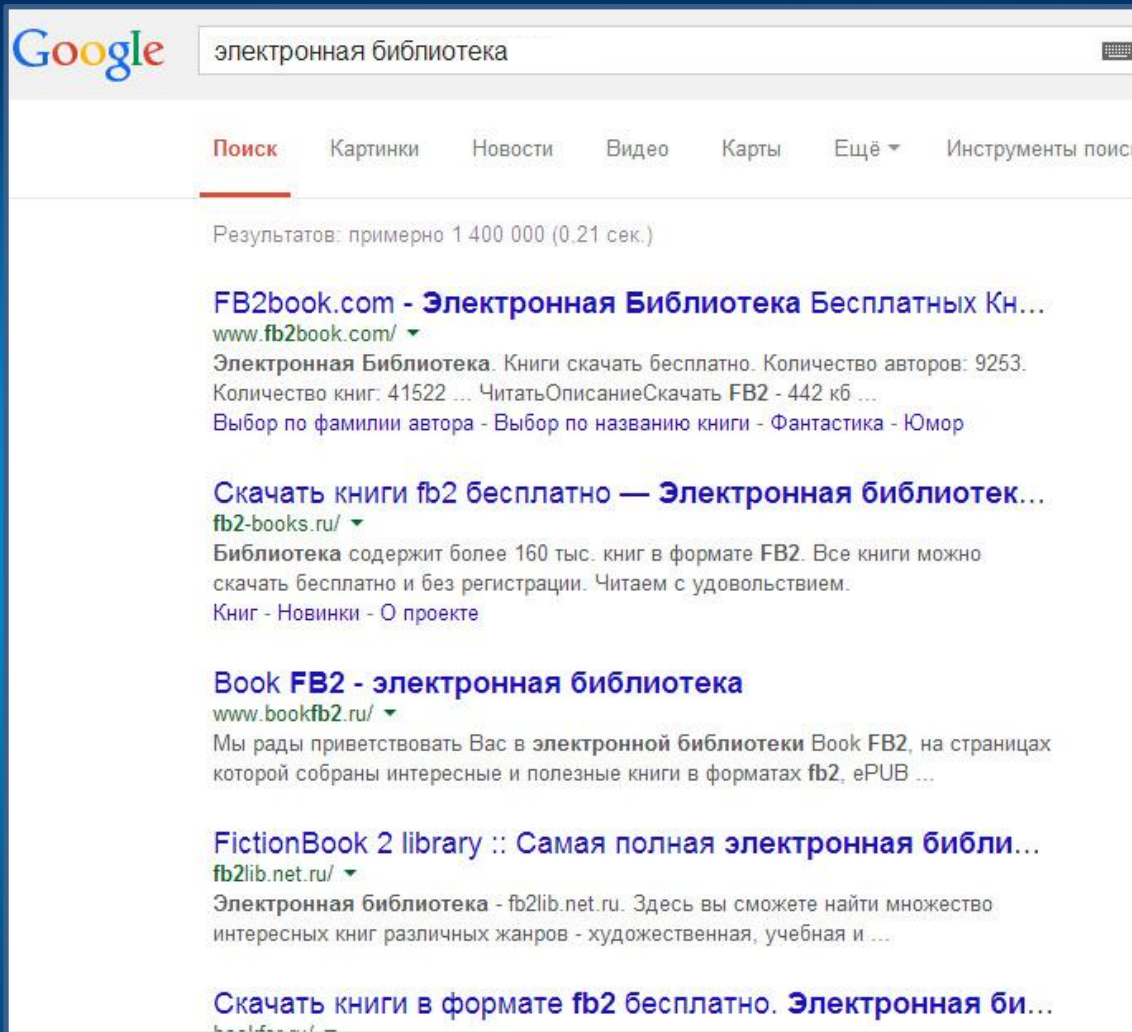 Google
электронная библиотека
Поиск Картинки Новости Видео Карты Ещё Инструменты
Результатов: примерно 1 400 000 (0,21 сек.)
FB2book.com - Электронная Библиотека Бесплатных Кн...
www.fb2book.com/
Электронная Библиотека. Книги скачать бесплатно. Количество авторов: 9253.
Количество книг: 41522 ... ЧитатьОписаниеСкачать FB2 - 442 кб ...
Выбор по фамилии автора - Выбор по названию книги - Фантастика - Юмор
Скачать книги fb2 бесплатно — Электронная библиотек...
fb2-books.ru/
Библиотека содержит более 160 тыс. книг в формате FB2. Все книги можно
скачать бесплатно и без регистрации. Читаем с удовольствием.
Книг - Новинки - О проекте
Book FB2 - электронная библиотека
www.bookfb2.ru/
Мы рады приветствовать Вас в электронной библиотеки Book FB2, на страницах
которой собраны интересные и полезные книги в форматах fb2, ePUB ...
FictionBook 2 library :: Самая полная электронная библи...
fb2lib.net.ru/
Электронная библиотека - fb2lib.net.ru. Здесь вы сможете найти множество
интересных книг различных жанров - художественная, учебная и ...
Скачать книги в формате fb2 бесплатно. Электронная би...